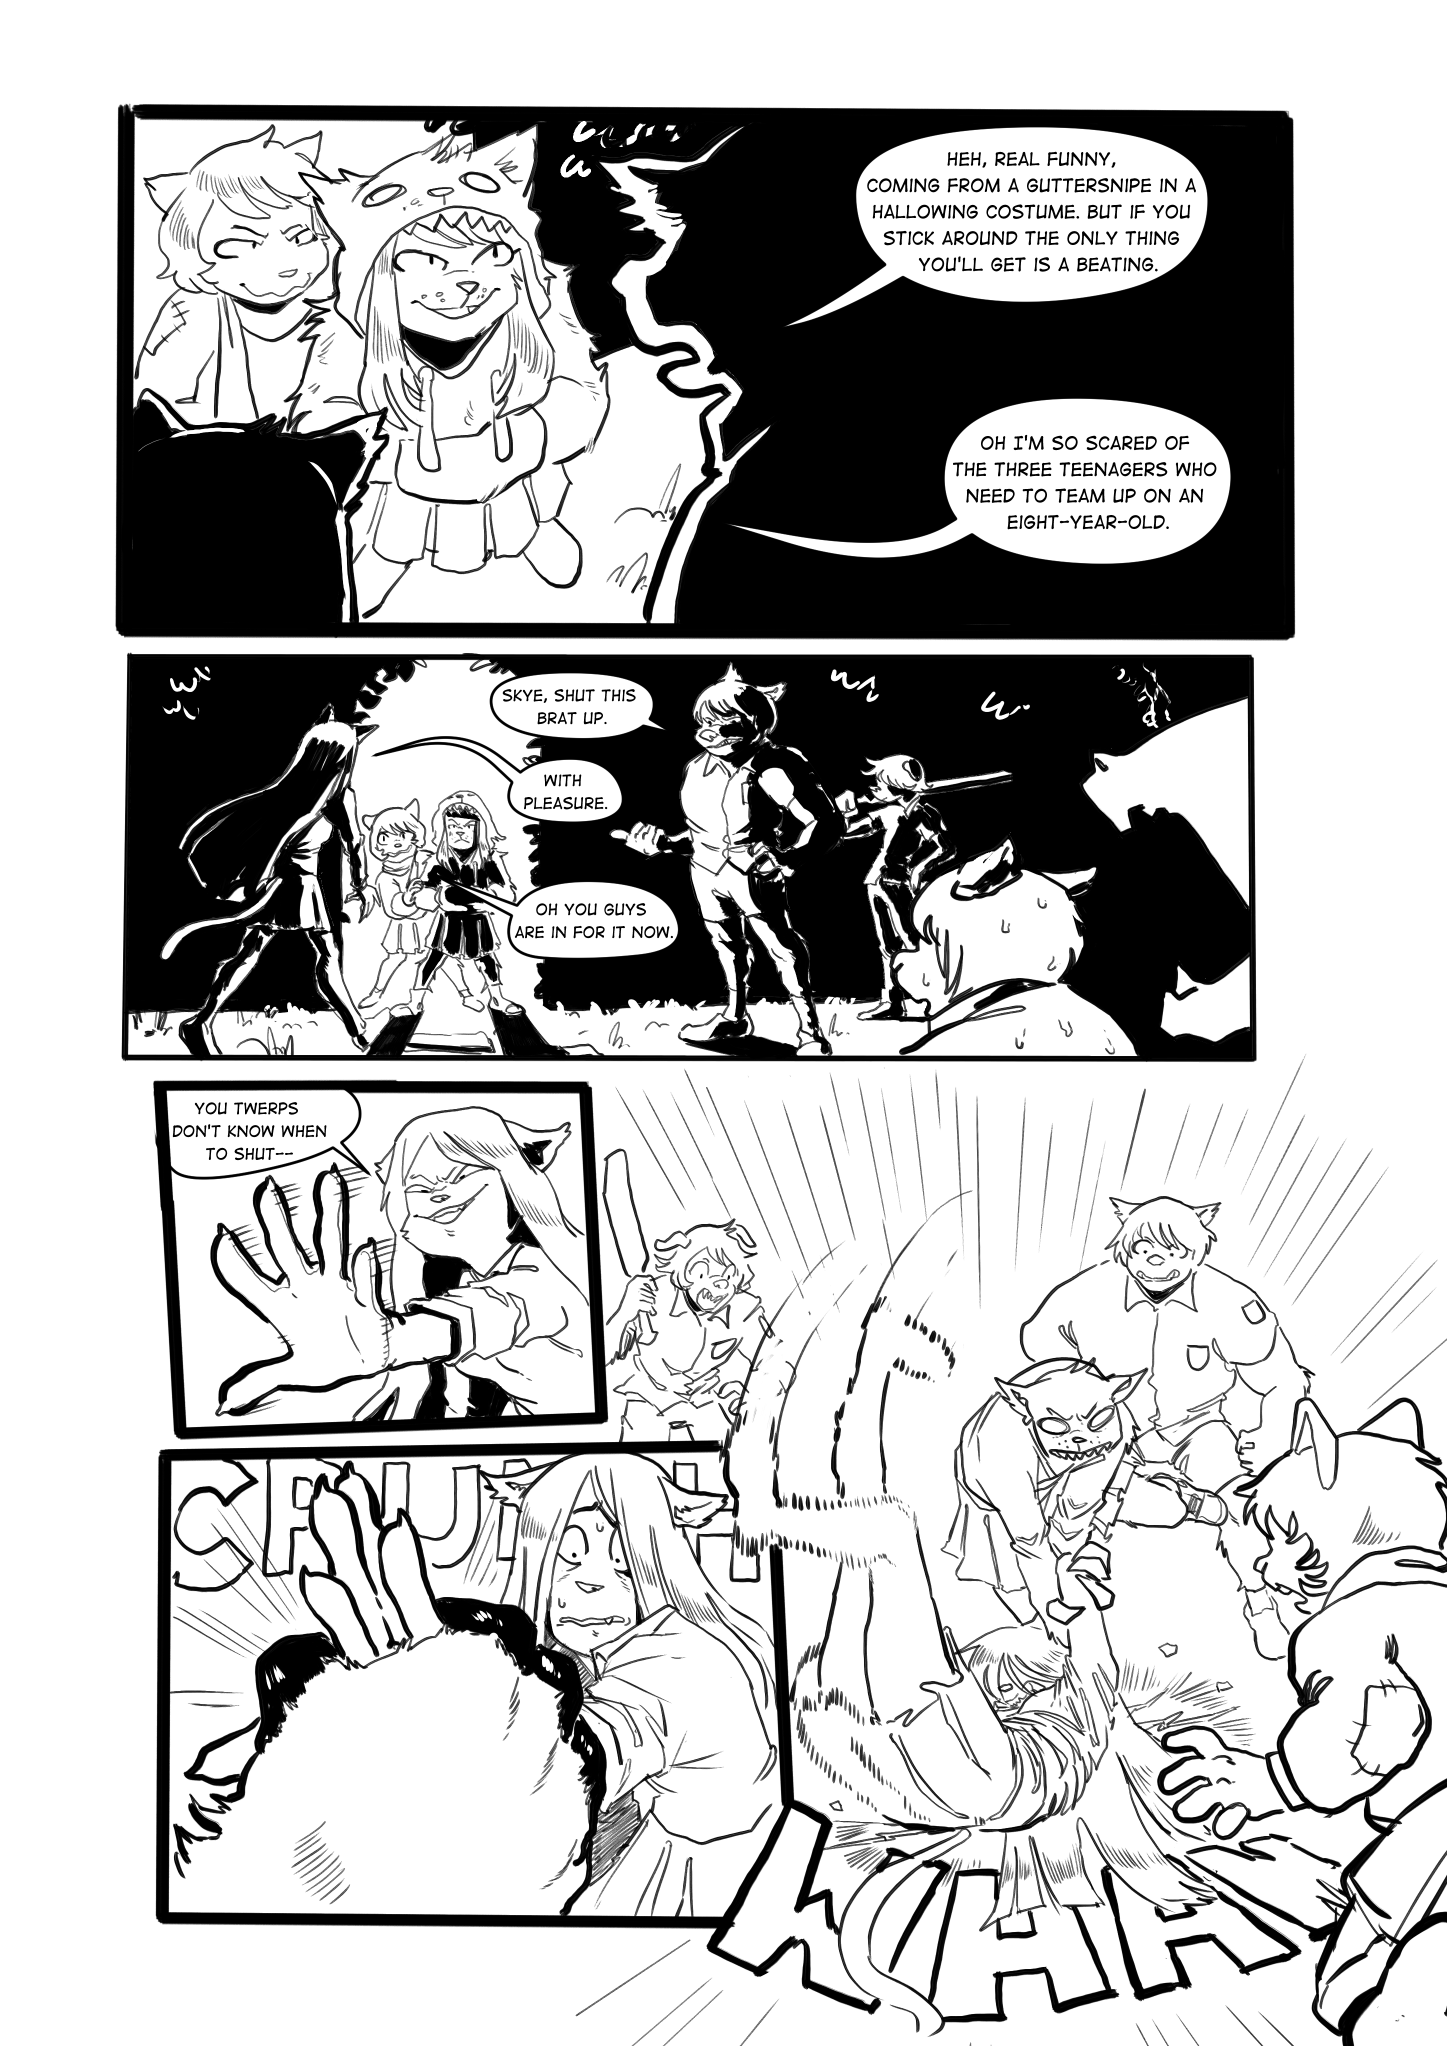 HEH, REAL FUNNY,
COMING FROM A GUTTERSNIPE IN A
HALLOWING COSTUME. BUT IF YOU
STICK AROUND THE ONLY THING
YOU'LL GET IS A BEATING.
OH I'M SO SCARED OF
THE THREE TEENAGERS WHO
NEED TO TEAM UP ON AN
EIGHT-YEAR-OLD.
SKYE, SHUT THIS
BRAT UP.
WITH
PLEASURE.
OH YOU GUYS
ARE IN FOR IT NOW.
YOU TWERPS
DON'T KNOW WHEN
TO SHUT--
WHA